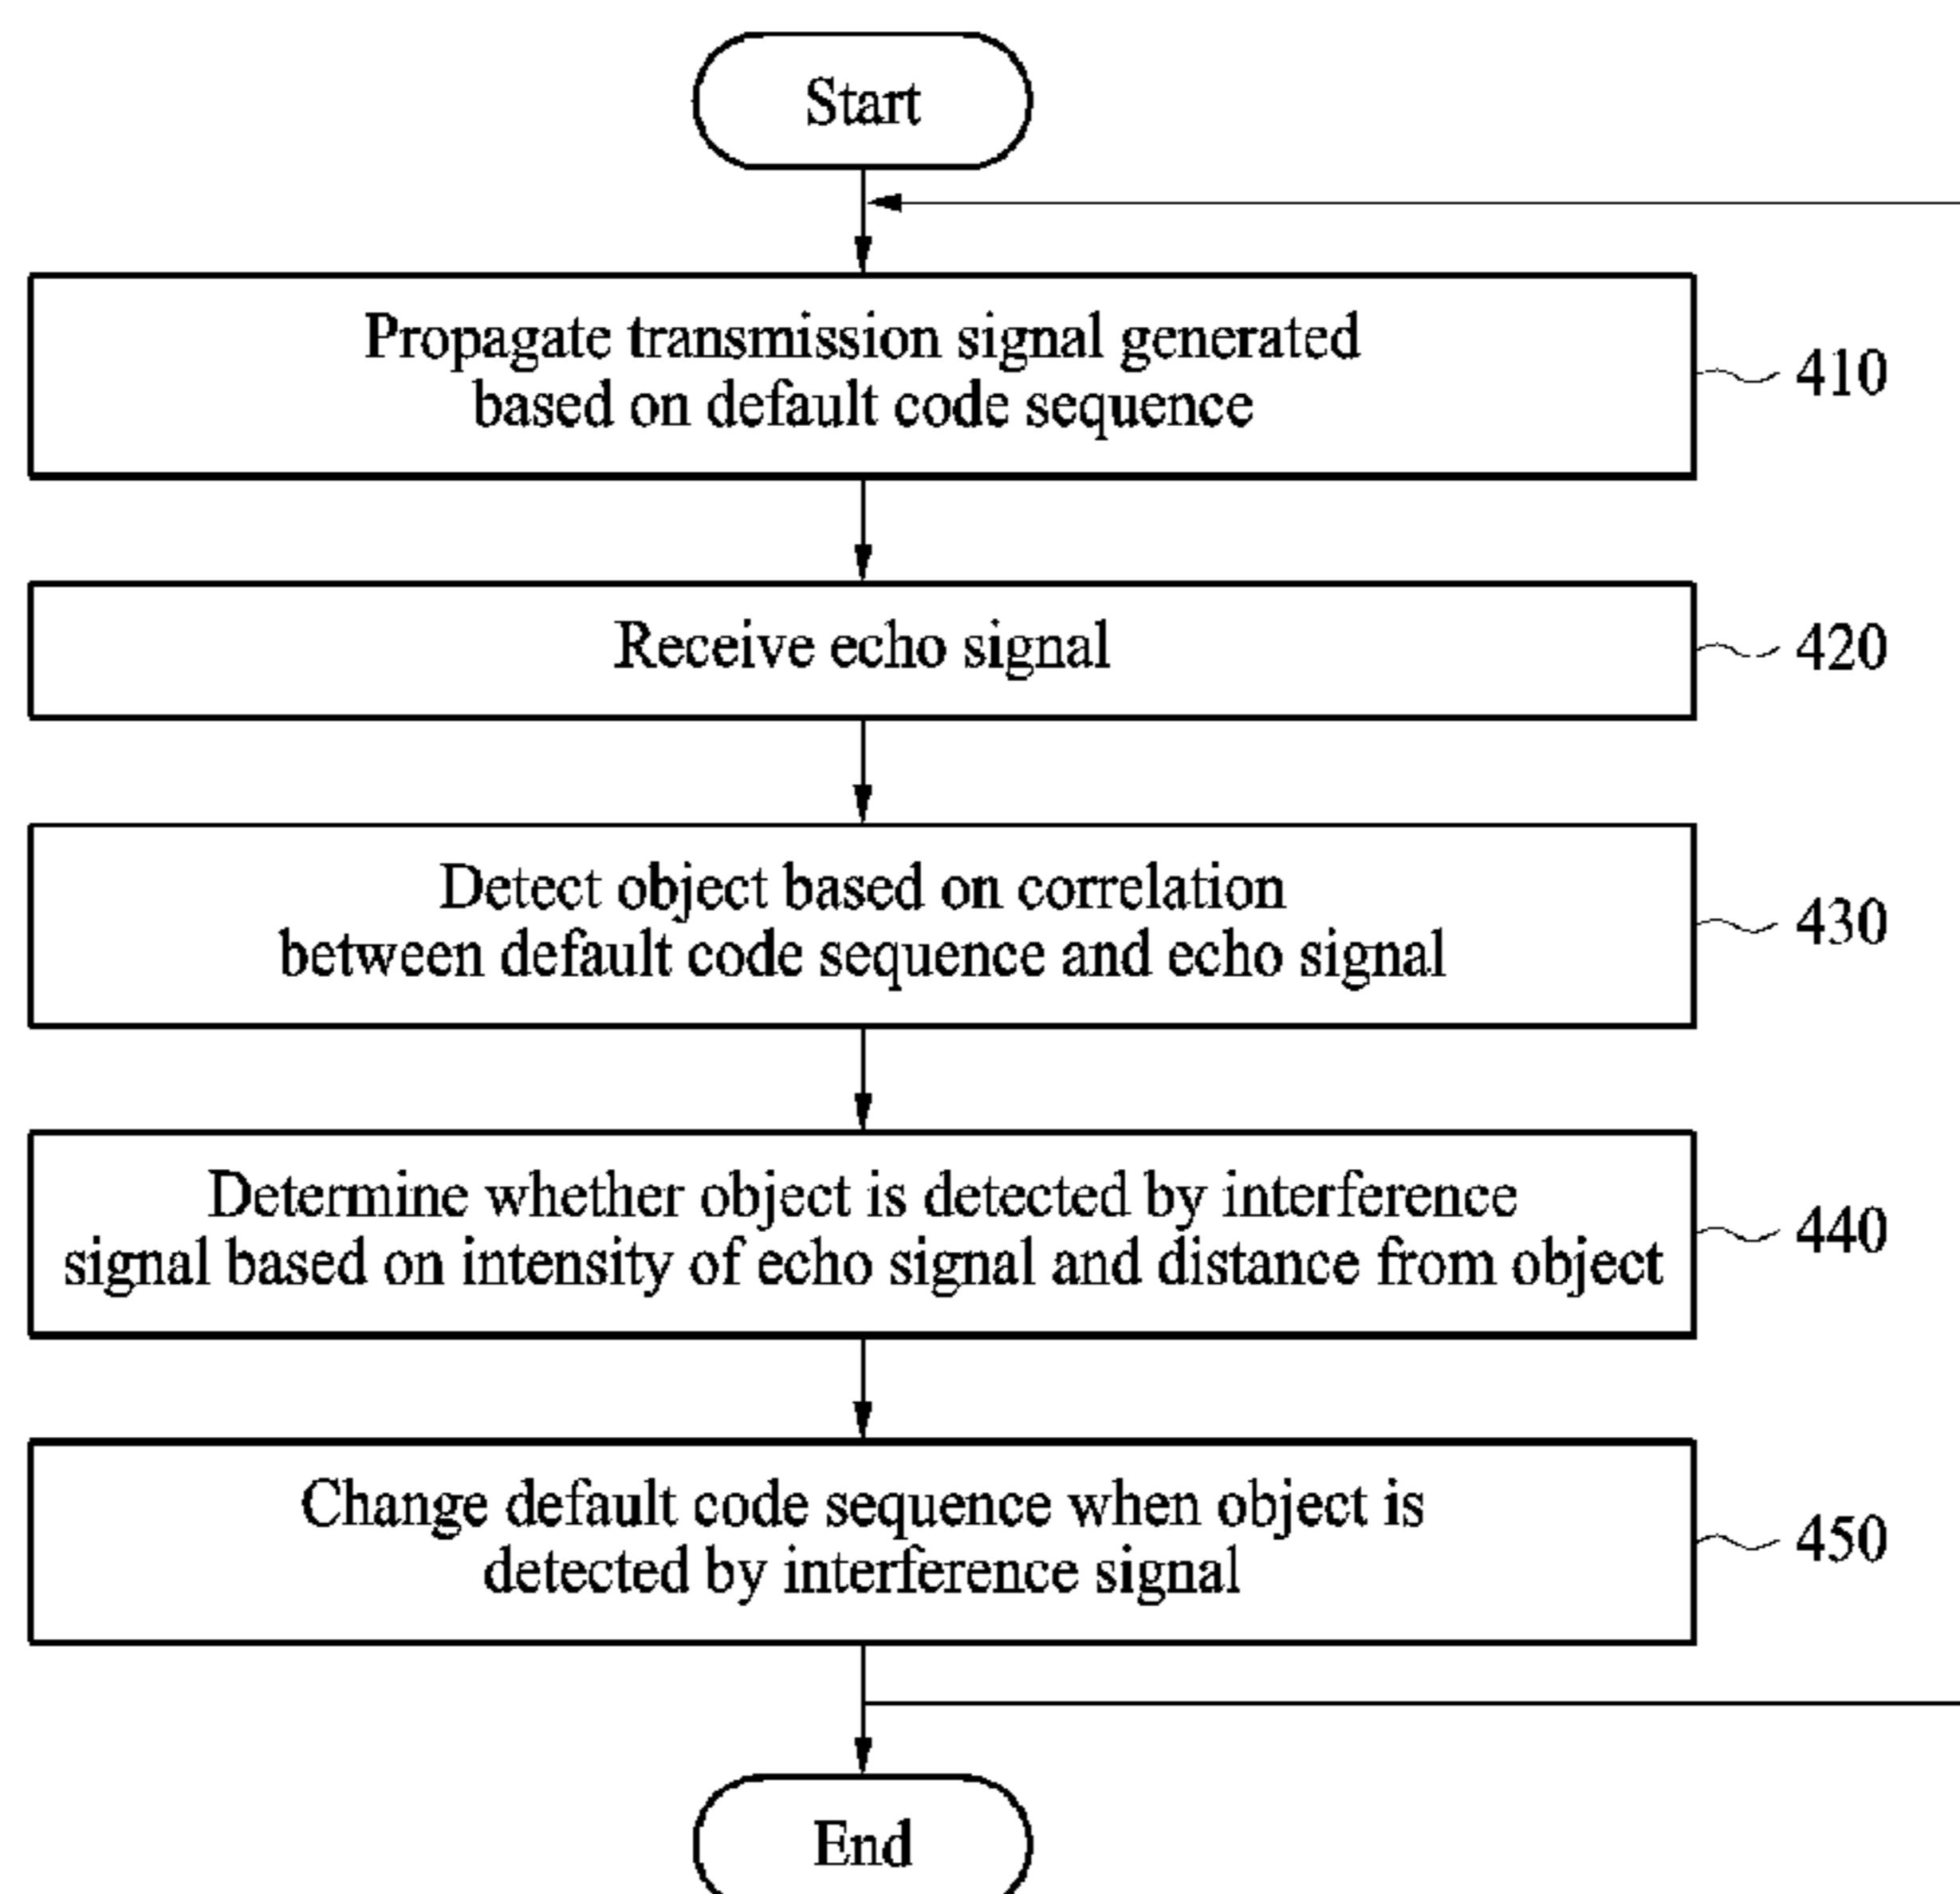 Start
Propagate transmission signal generated
based on default code sequence
410
Receive echo signal
420
Detect object based on correlation
between default code sequence and echo signal
430
Determine whether object is detected by interference
signal based on intensity of echo signal and distance from object
440
Change default code sequence when object is
detected by interference signal
450
End